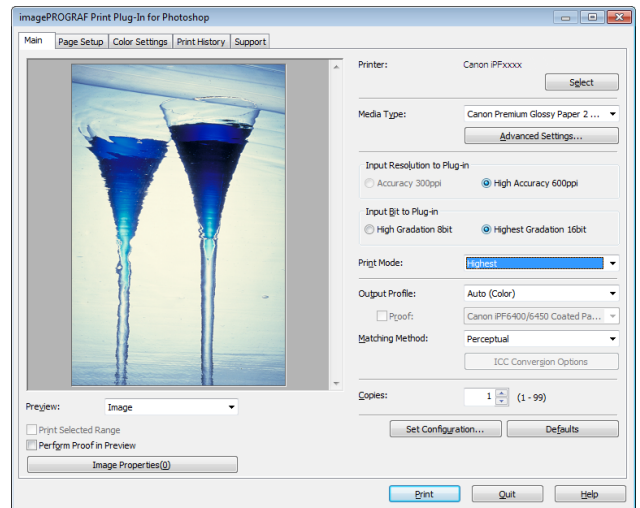 imagePROGRAF Print Plug-In for Photoshop
Main Page Setup Color Settings Print History Support
Printer: Canon iPFxxxx
Select
Media Type: Canon Premium Glossy Paper 2 ...
Advanced Settings...
Input Resolution to Plug-in
Accuracy 300ppi High Accuracy 600ppi
Input Bit to Plug-in
High Gradation 8bit Highest Gradation 16bit
Print Mode: Highest
Output Profile: Auto (Color)
Proof: Canon iPF6400/6450 Coated Pa...
Matching Method: Perceptual
ICC Conversion Options
Copies: 1 (1 - 99)
Preview: Image
Print Selected Range
Perform Proof in Preview
Image Properties(0)
Set Configuration... Defaults
Print Quit Help